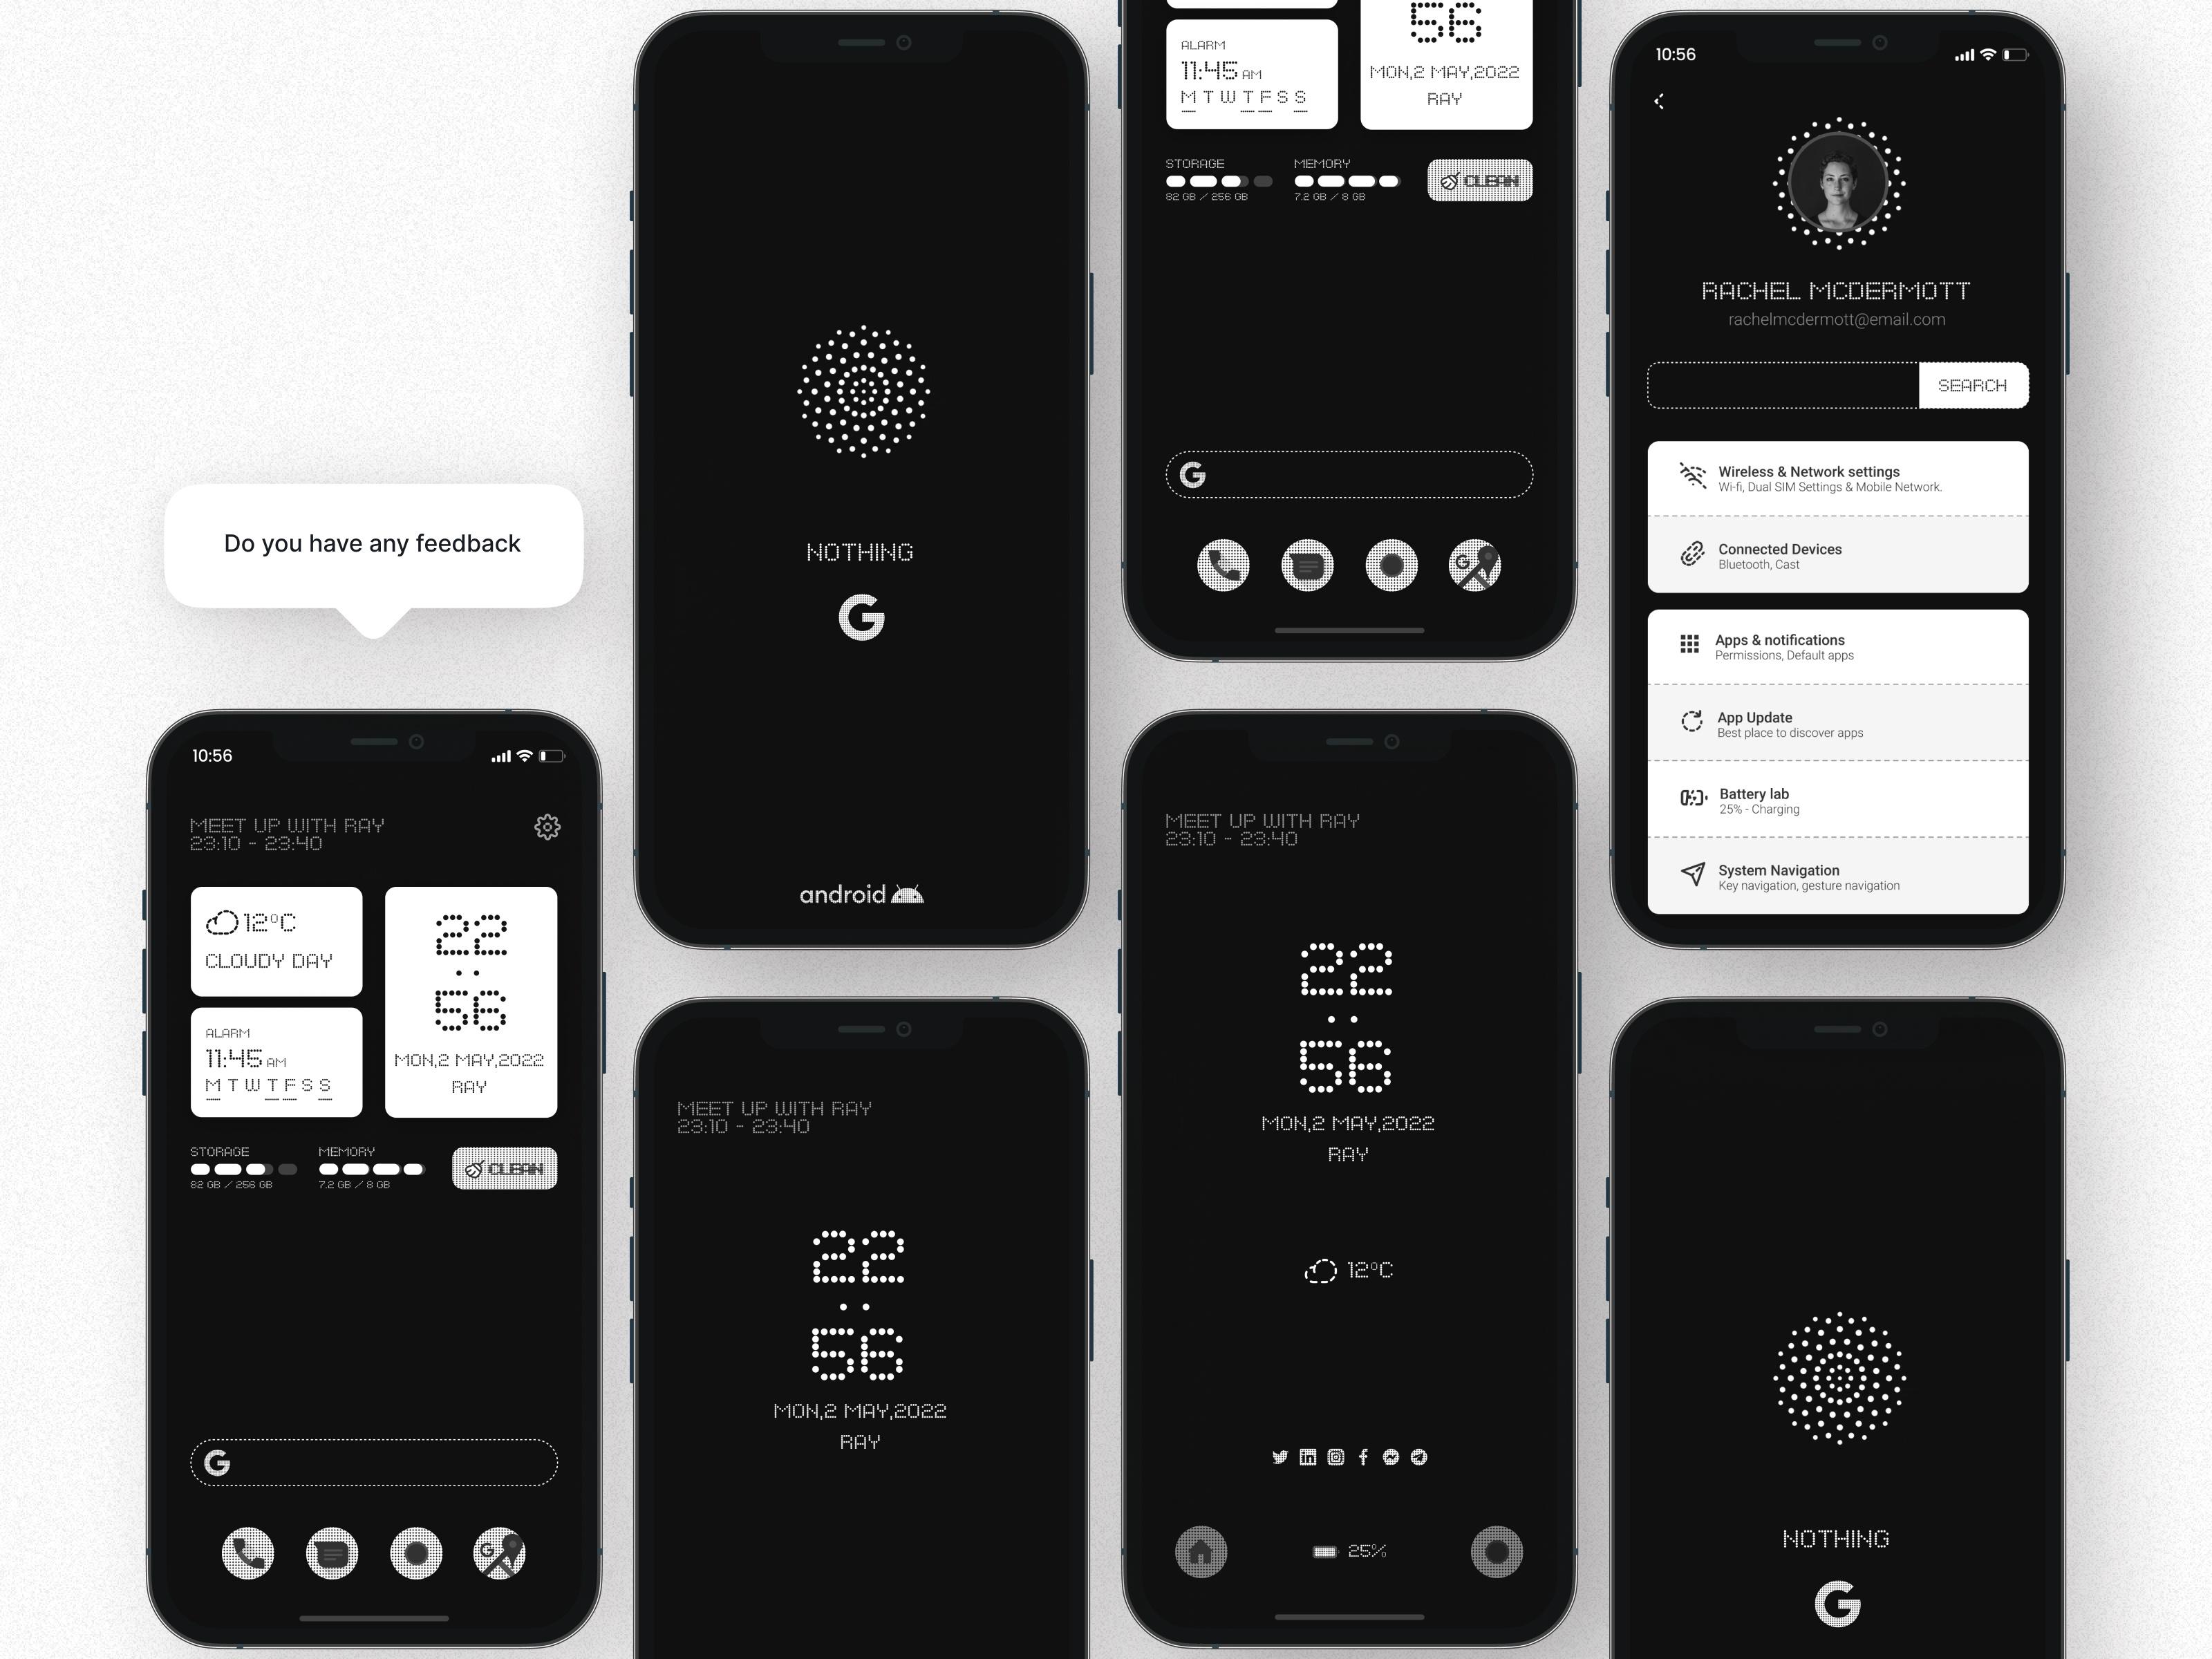 Do you have any feedback
10:56
MEET UP WITH RAY
23:10 - 23:40
12°C
CLOUDY DAY
22
:
56
MON,2 MAY,2022
RAY
ALARM
11:45 AM
M T W T F S S
STORAGE
82 GB / 256 GB
MEMORY
7.2 GB / 8 GB
CLEAN
G
G
NOTHING
G
android
MEET UP WITH RAY
23:10 - 23:40
22
:
56
MON,2 MAY,2022
RAY
56
MON,2 MAY,2022
RAY
ALARM
11:45 AM
M T W T F S S
STORAGE
82 GB / 256 GB
MEMORY
7.2 GB / 8 GB
CLEAN
G
G
MEET UP WITH RAY
23:10 - 23:40
22
:
56
MON,2 MAY,2022
RAY
12°C
in
f
25%
10:56
RACHEL MCDERMOTT
rachelmcdermott@email.com
SEARCH
Wireless & Network settings
Wi-fi, Dual SIM Settings & Mobile Network.
Connected Devices
Bluetooth, Cast
Apps & notifications
Permissions, Default apps
App Update
Best place to discover apps
Battery lab
25% - Charging
System Navigation
Key navigation, gesture navigation
NOTHING
G